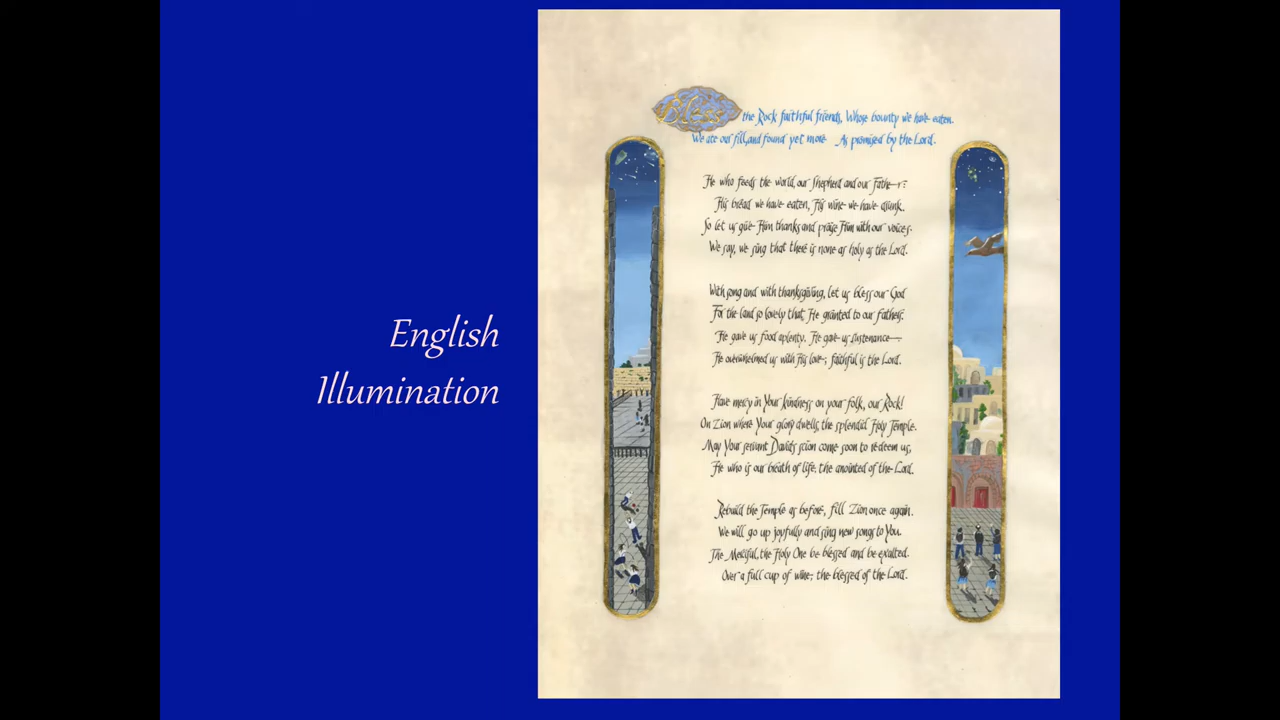 English
Illumination
Bless the Rock faithful friends, Whose bounty we have eaten.
We ate our fill, and found yet more As promised by the Lord.
He who feeds the world, our Shepherd and our Father:
His bread we have eaten, His wine we have drunk.
So let us give Him thanks and praise Him with our voices.
We say, we sing that there is none as holy as the Lord.
With song and with thanksgiving, let us bless our God
For the land so lovely that He granted to our fathers.
He gave us food aplenty. He gave us sustenance—.
He overwhelmed us with His love; faithful is the Lord.
Have mercy in Your kindness on your folk, our Rock!
On Zion where Your glory dwells, the splendid Holy Temple.
May Your servant David's scion come soon to redeem us,
He who is our breath of life, the anointed of the Lord.
Rebuild the Temple as before, fill Zion once again.
We will go up joyfully and sing new songs to You.
The Merciful, the Holy One be blessed and be exalted.
Over a full cup of wine; the blessed of the Lord.